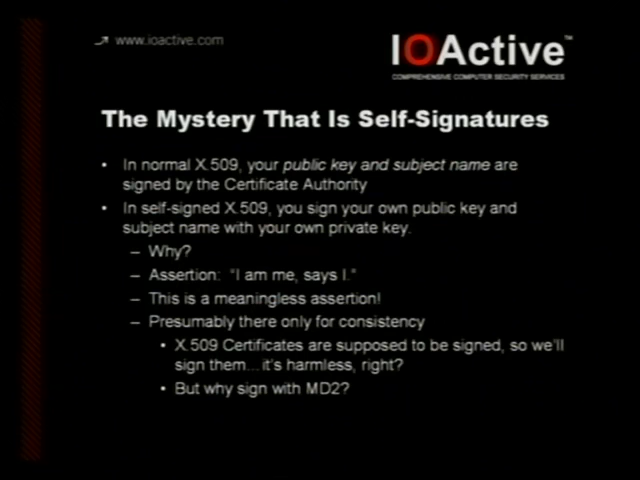 www.ioactive.com
IOActive™
COMPREHENSIVE COMPUTER SECURITY SERVICES
The Mystery That Is Self-Signatures
• In normal X.509, your public key and subject name are
signed by the Certificate Authority
• In self-signed X.509, you sign your own public key and
subject name with your own private key.
– Why?
– Assertion: "I am me, says I."
– This is a meaningless assertion!
– Presumably there only for consistency
• X.509 Certificates are supposed to be signed, so we'll
sign them...it's harmless, right?
• But why sign with MD2?